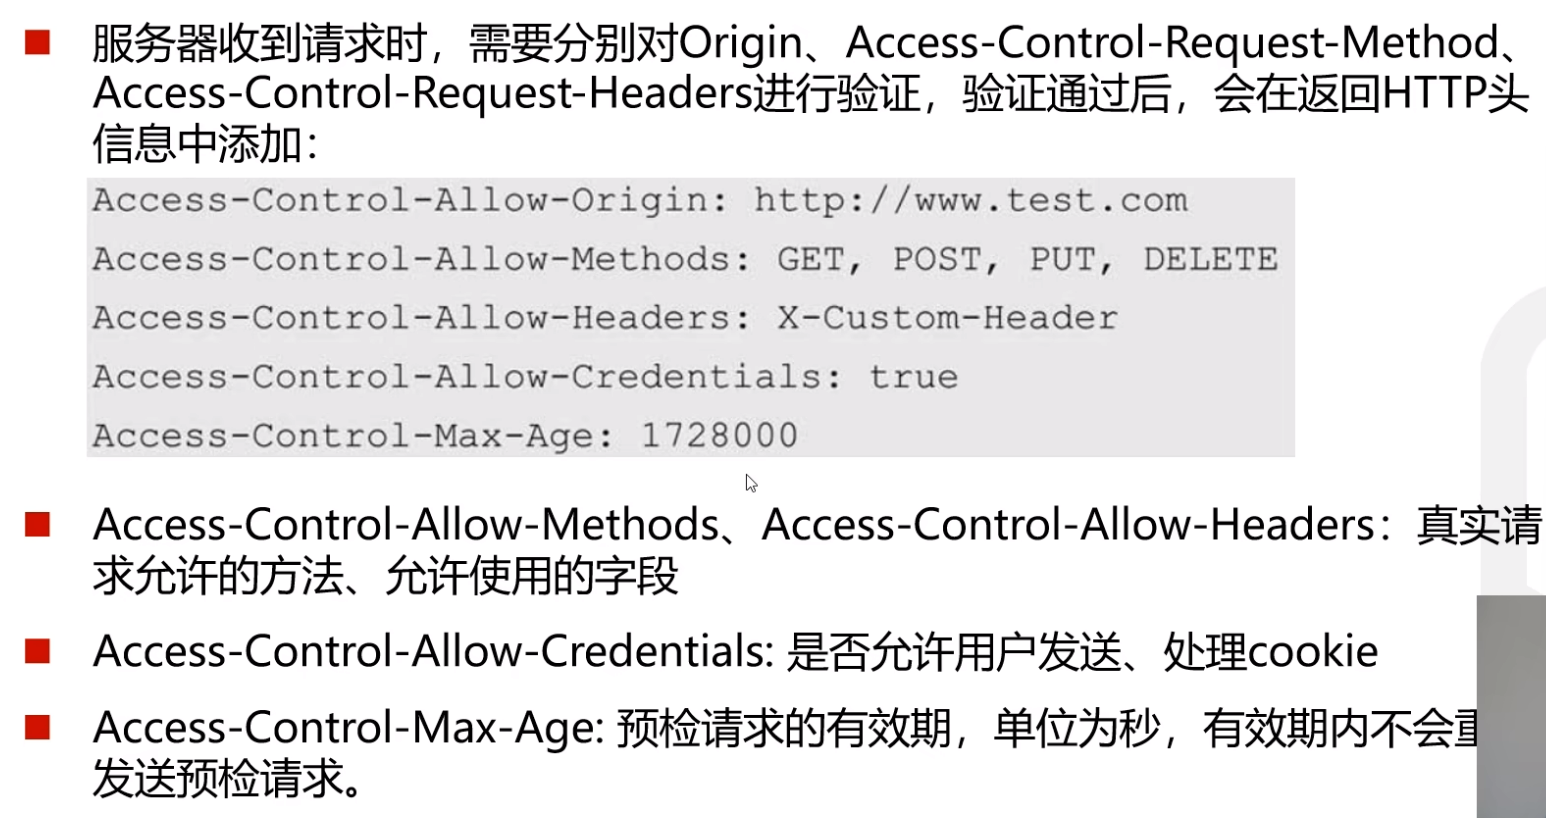 服务器收到请求时，需要分别对Origin、Access-Control-Request-Method、
Access-Control-Request-Headers进行验证，验证通过后，会在返回HTTP头
信息中添加：
Access-Control-Allow-Origin: http://www.test.com
Access-Control-Allow-Methods: GET, POST, PUT, DELETE
Access-Control-Allow-Headers: X-Custom-Header
Access-Control-Allow-Credentials: true
Access-Control-Max-Age: 1728000
Access-Control-Allow-Methods、Access-Control-Allow-Headers：真实请
求允许的方法、允许使用的字段
Access-Control-Allow-Credentials: 是否允许用户发送、处理cookie
Access-Control-Max-Age: 预检请求的有效期，单位为秒，有效期内不会重
发送预检请求。